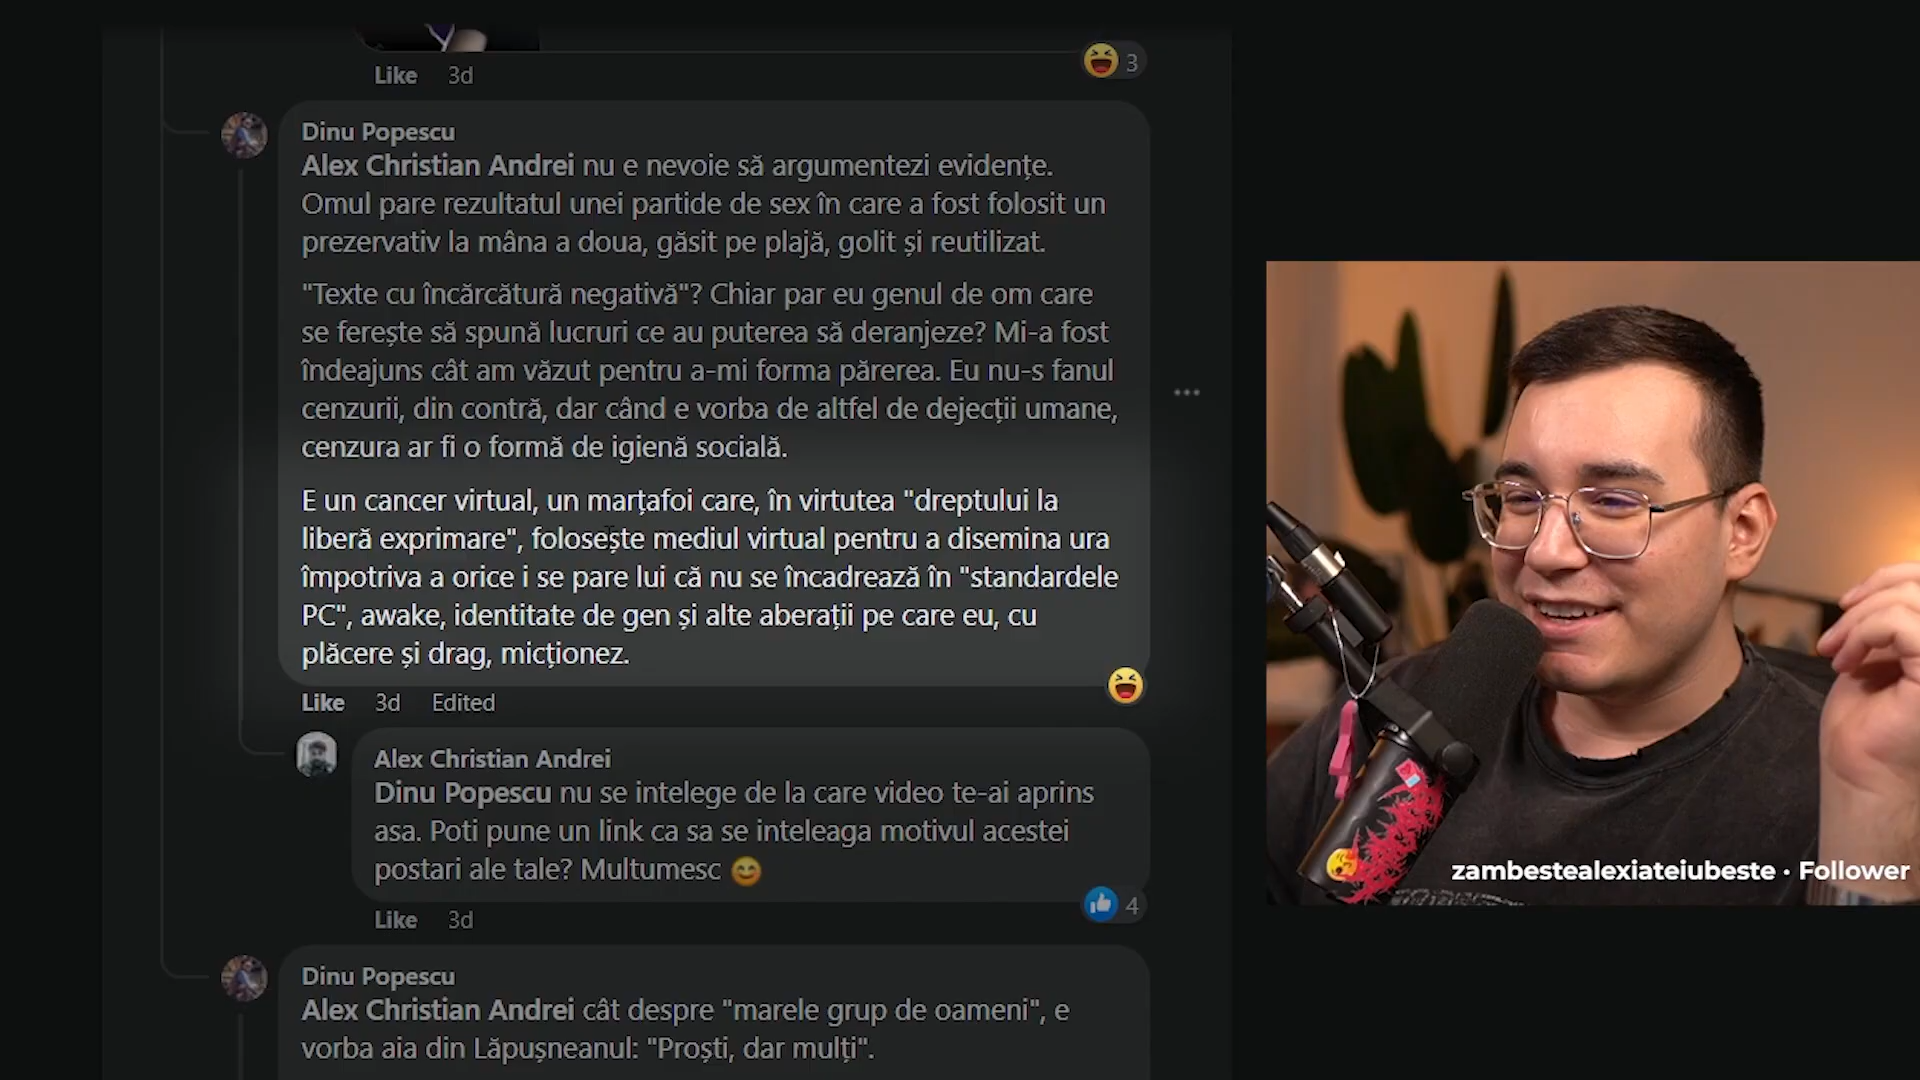 Like 3d 3
Dinu Popescu
Alex Christian Andrei nu e nevoie să argumentezi evidențe.
Omul pare rezultatul unei partide de sex în care a fost folosit un
prezervativ la mâna a doua, găsit pe plajă, golit și reutilizat.
"Texte cu încărcătură negativă"? Chiar par eu genul de om care
se ferește să spună lucruri ce au puterea să deranjeze? Mi-a fost
îndeajuns cât am văzut pentru a-mi forma părerea. Eu nu-s fanul
cenzurii, din contră, dar când e vorba de altfel de dejecții umane,
cenzura ar fi o formă de igienă socială.
E un cancer virtual, un marțafoi care, în virtutea "dreptului la
liberă exprimare", folosește mediul virtual pentru a disemina ura
împotriva a orice i se pare lui că nu se încadrează în "standardele
PC", awake, identitate de gen și alte aberații pe care eu, cu
plăcere și drag, micționez.
Like 3d Edited
Alex Christian Andrei
Dinu Popescu nu se intelege de la care video te-ai aprins
asa. Poti pune un link ca sa se inteleaga motivul acestei
postari ale tale? Multumesc 😊
Like 3d 4
Dinu Popescu
Alex Christian Andrei cât despre "marele grup de oameni", e
vorba aia din Lăpușneanul: "Proști, dar mulți".
zambestealexiateiubeste • Follower